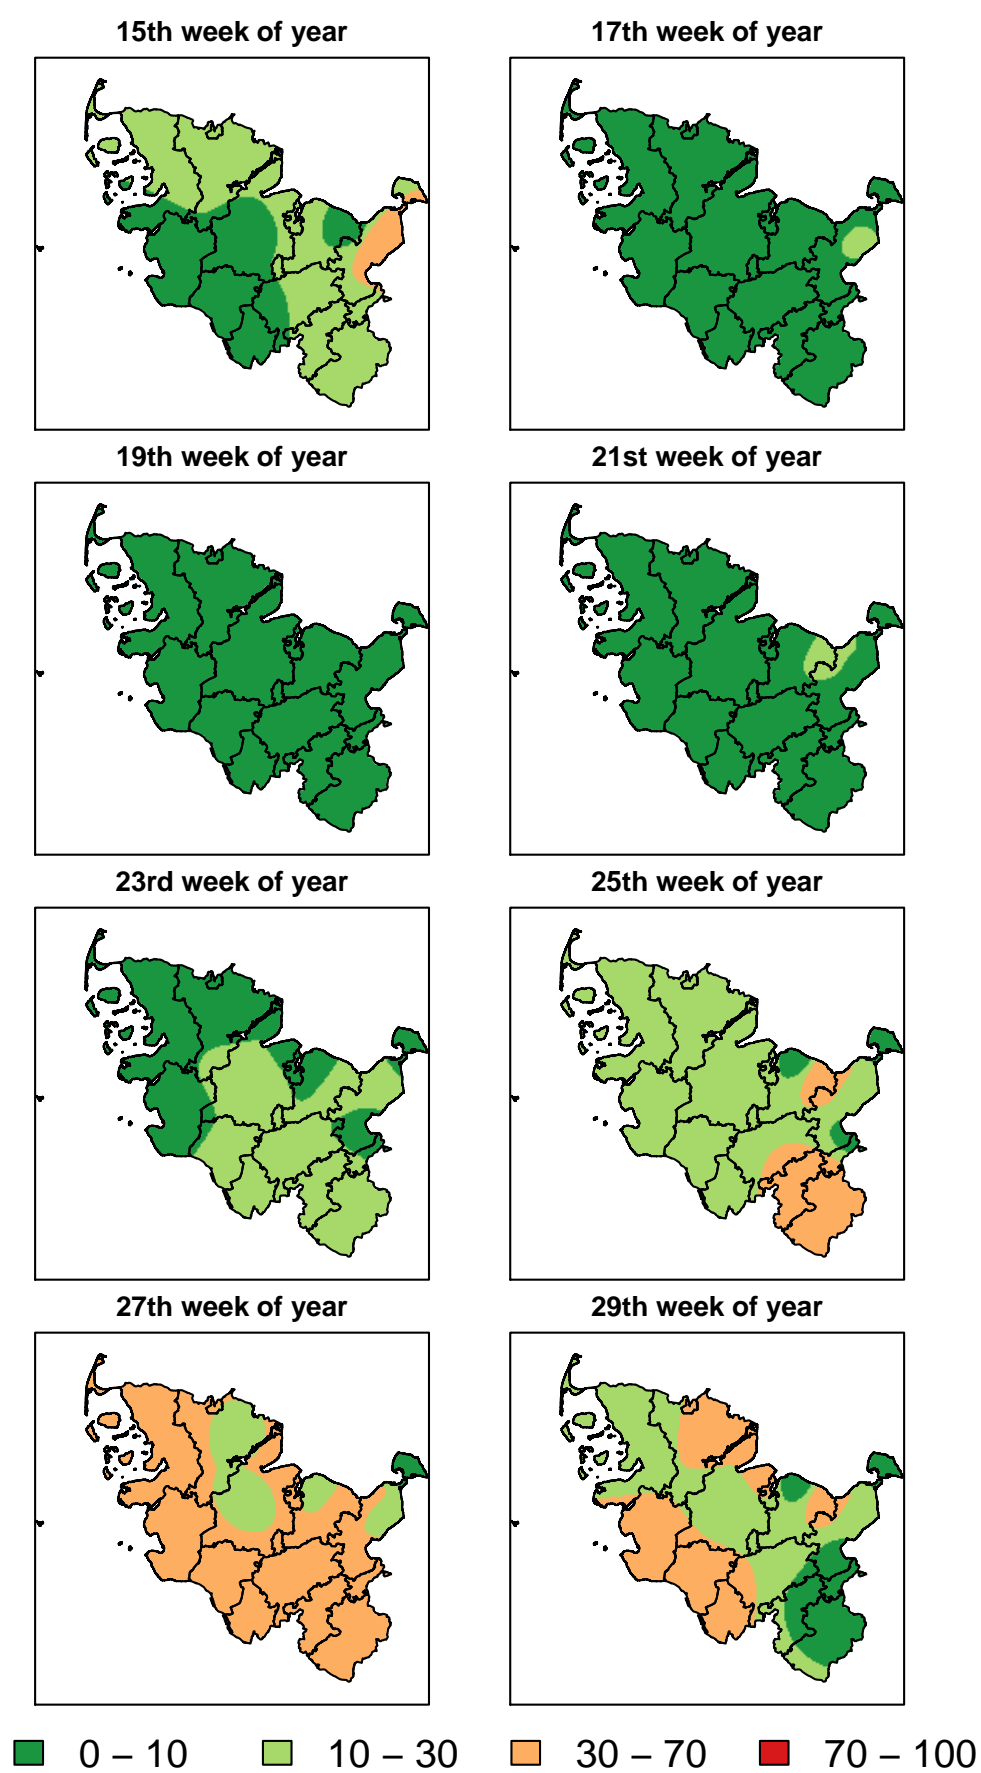 15th week of year
17th week of year
19th week of year
21st week of year
23rd week of year
25th week of year
27th week of year
29th week of year
0 – 10
10 – 30
30 – 70
70 – 100